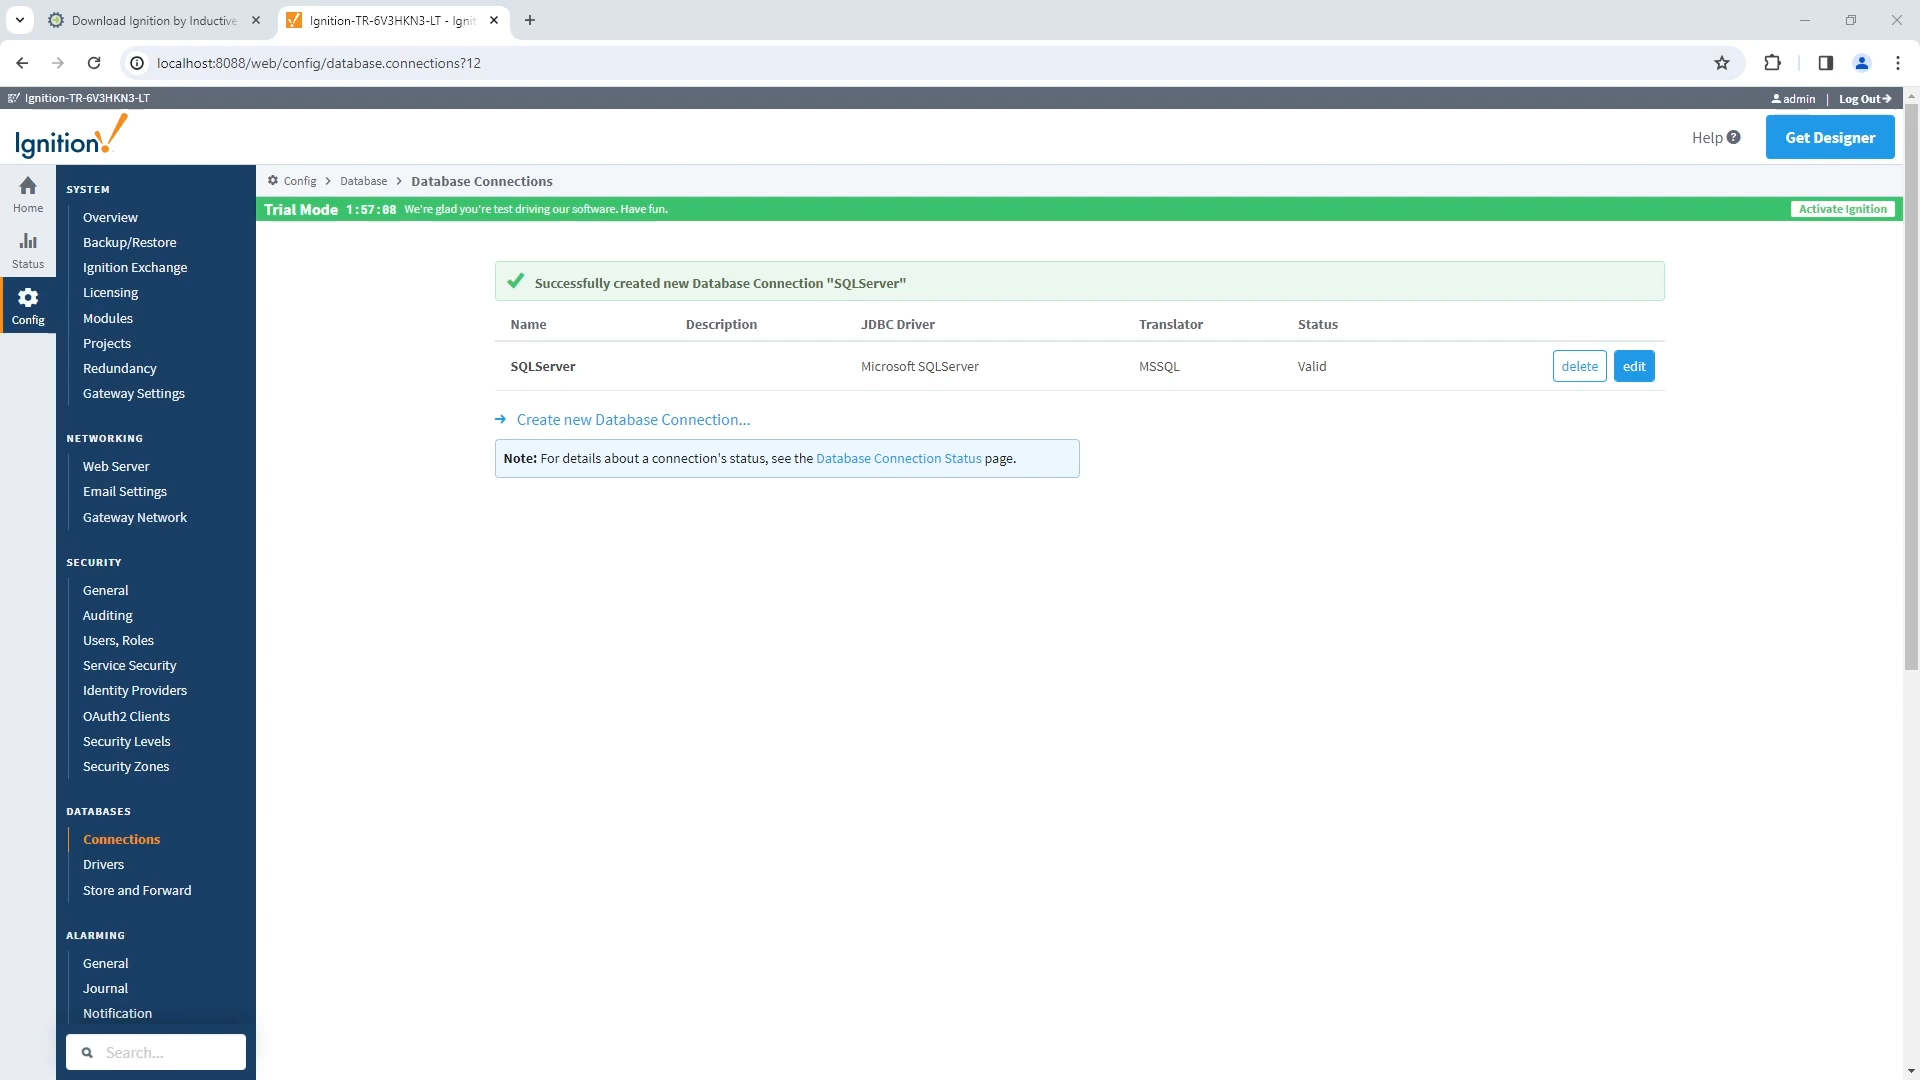 Download Ignition by Inductive
Ignition-TR-6V3HKN3-LT - Ignit
localhost:8088/web/config/database.connections?12
Ignition-TR-6V3HKN3-LT
admin | Log Out
Ignition!
Help ?
Get Designer
Home
Status
Config
SYSTEM
Overview
Backup/Restore
Ignition Exchange
Licensing
Modules
Projects
Redundancy
Gateway Settings
NETWORKING
Web Server
Email Settings
Gateway Network
SECURITY
General
Auditing
Users, Roles
Service Security
Identity Providers
OAuth2 Clients
Security Levels
Security Zones
DATABASES
Connections
Drivers
Store and Forward
ALARMING
General
Journal
Notification
Search...
Config > Database > Database Connections
Trial Mode 1:57:08 We're glad you're test driving our software. Have fun.
Activate Ignition
Successfully created new Database Connection "SQLServer"
Name Description JDBC Driver Translator Status
SQLServer Microsoft SQLServer MSSQL Valid delete edit
Create new Database Connection...
Note: For details about a connection's status, see the Database Connection Status page.